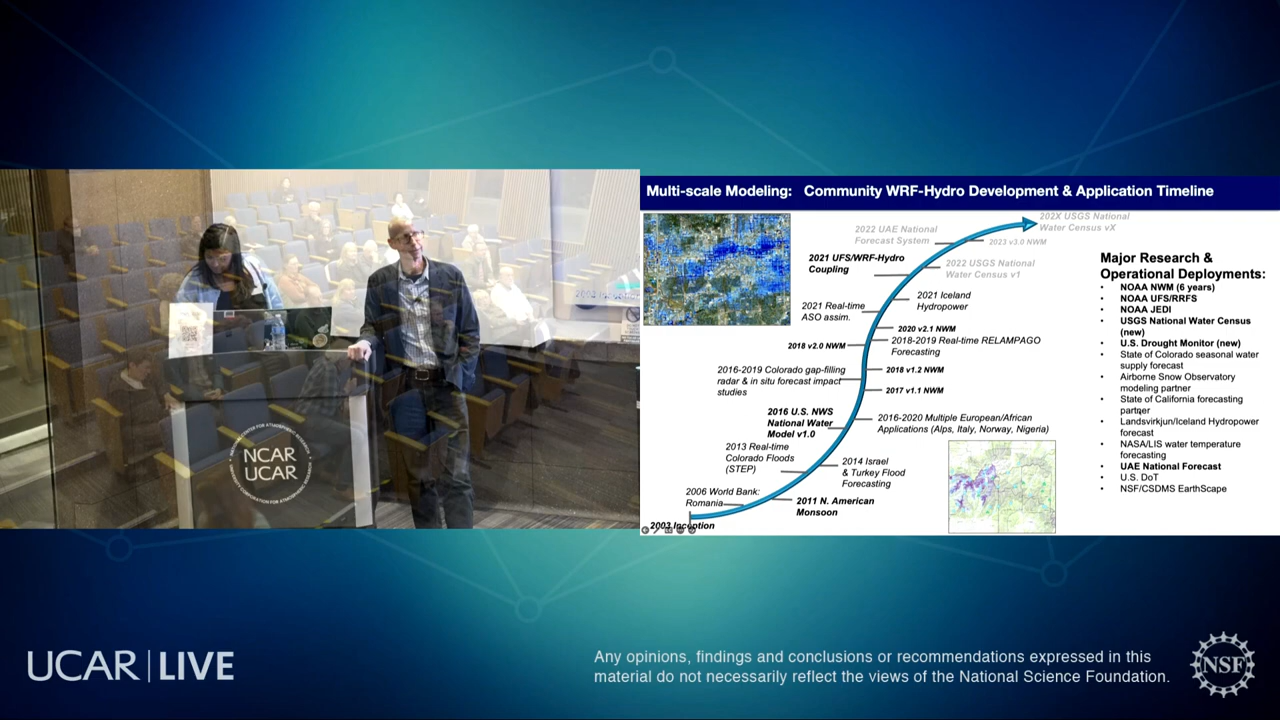 Multi-scale Modeling: Community WRF-Hydro Development & Application Timeline
202X USGS National
Water Census vX
2022 UAE National
Forecast System
2023 v3.0 NWM
2021 UFS/WRF-Hydro
Coupling
2022 USGS National
Water Census v1
2021 Iceland
Hydropower
2021 Real-time
ASO assim.
2020 v2.1 NWM
2018 v2.0 NWM
2018-2019 Real-time RELAMPAGO
Forecasting
2016-2019 Colorado gap-filling
radar & in situ forecast impact
studies
2018 v1.2 NWM
2017 v1.1 NWM
2016 U.S. NWS
National Water
Model v1.0
2016-2020 Multiple European/African
Applications (Alps, Italy, Norway, Nigeria)
2013 Real-time
Colorado Floods
(STEP)
2014 Israel
& Turkey Flood
Forecasting
2006 World Bank:
Romania
2011 N. American
Monsoon
2003 Inception
Major Research &
Operational Deployments:
• NOAA NWM (6 years)
• NOAA UFS/RRFS
• NOAA JEDI
• USGS National Water Census
(new)
• U.S. Drought Monitor (new)
• State of Colorado seasonal water
supply forecast
• Airborne Snow Observatory
modeling partner
• State of California forecasting
partner
• Landsvirkjun/Iceland Hydropower
forecast
• NASA/LIS water temperature
forecasting
• UAE National Forecast
• U.S. DoT
• NSF/CSDMS EarthScape
NATIONAL CENTER FOR ATMOSPHERIC RESEARCH
NCAR
UCAR
UNIVERSITY CORPORATION FOR ATMOSPHERIC RESEARCH
UCAR | LIVE
Any opinions, findings and conclusions or recommendations expressed in this
material do not necessarily reflect the views of the National Science Foundation.
NSF